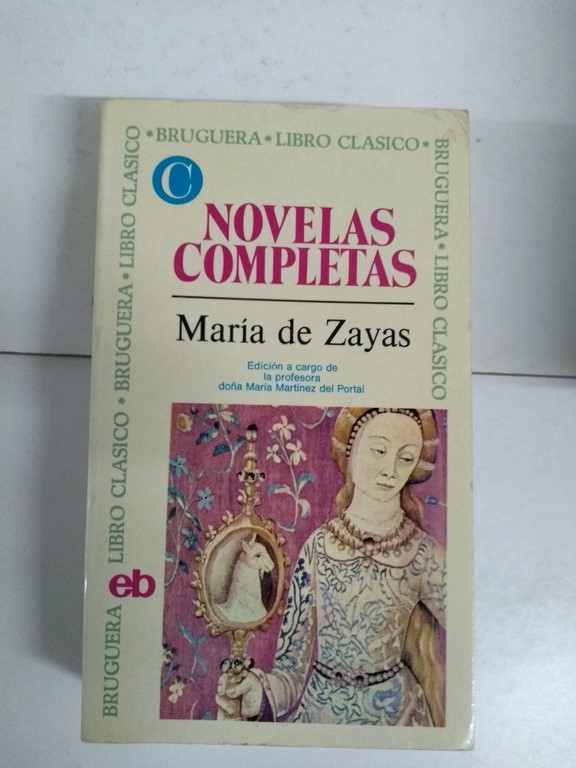 * BRUGUERA * LIBRO CLASICO *
BRUGUERA * LIBRO CLASICO
BRUGUERA * LIBRO CLASICO * BRUGUERA * LIBRO CLASICO
C
NOVELAS
COMPLETAS
María de Zayas
Edición a cargo de
la profesora
doña María Martínez del Portal
eb